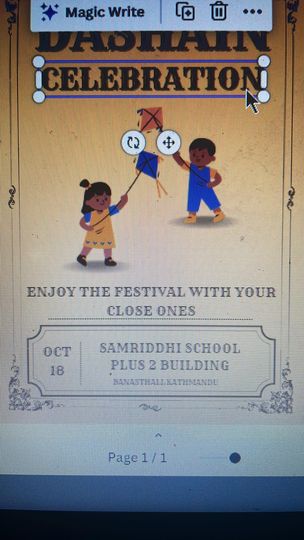 Magic Write
DASHAIN
CELEBRATION
ENJOY THE FESTIVAL WITH YOUR
CLOSE ONES
OCT
18
SAMRIDDHI SCHOOL
PLUS 2 BUILDING
BANASTHALI, KATHMANDU
Page 1 / 1